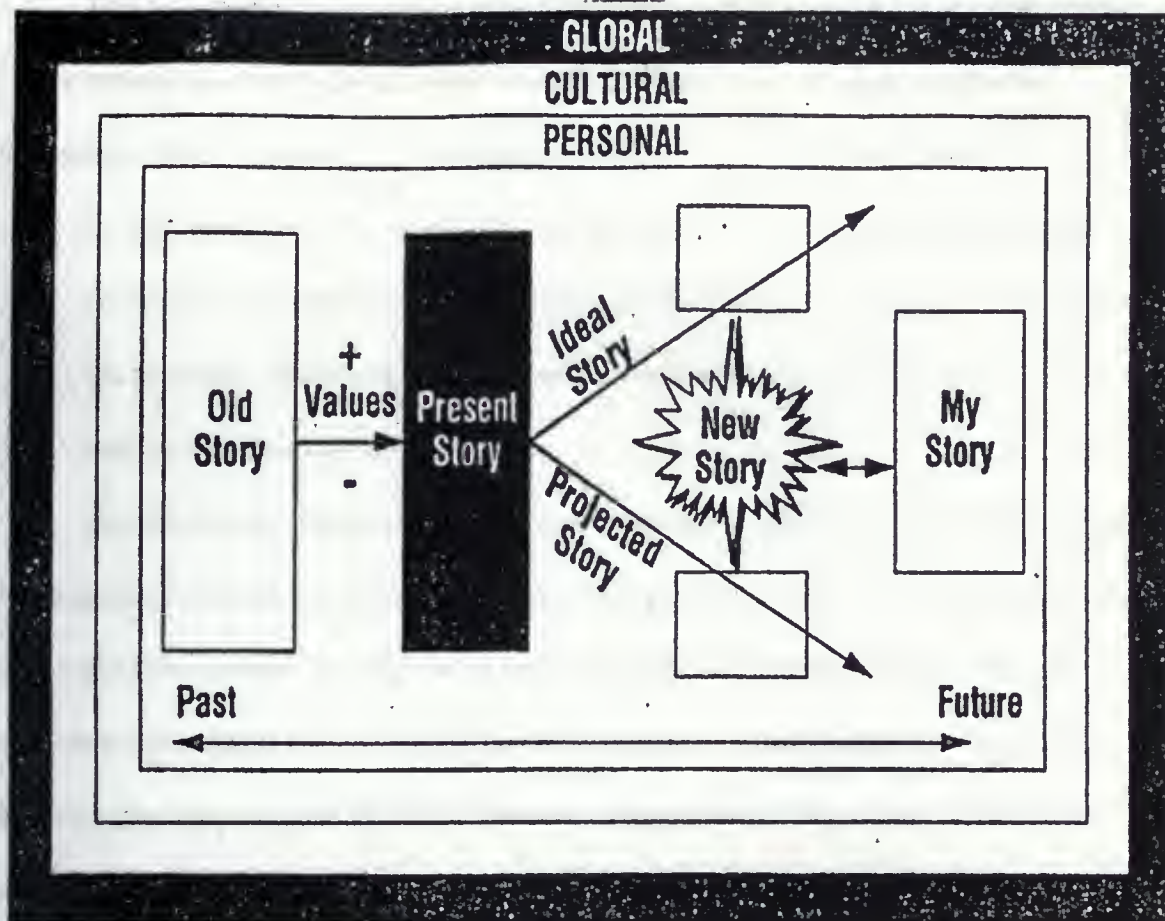 GLOBAL
CULTURAL
PERSONAL
Old
Story
+
Values
-
Present
Story
Ideal
Story
Projected
Story
New
Story
My
Story
Past
Future